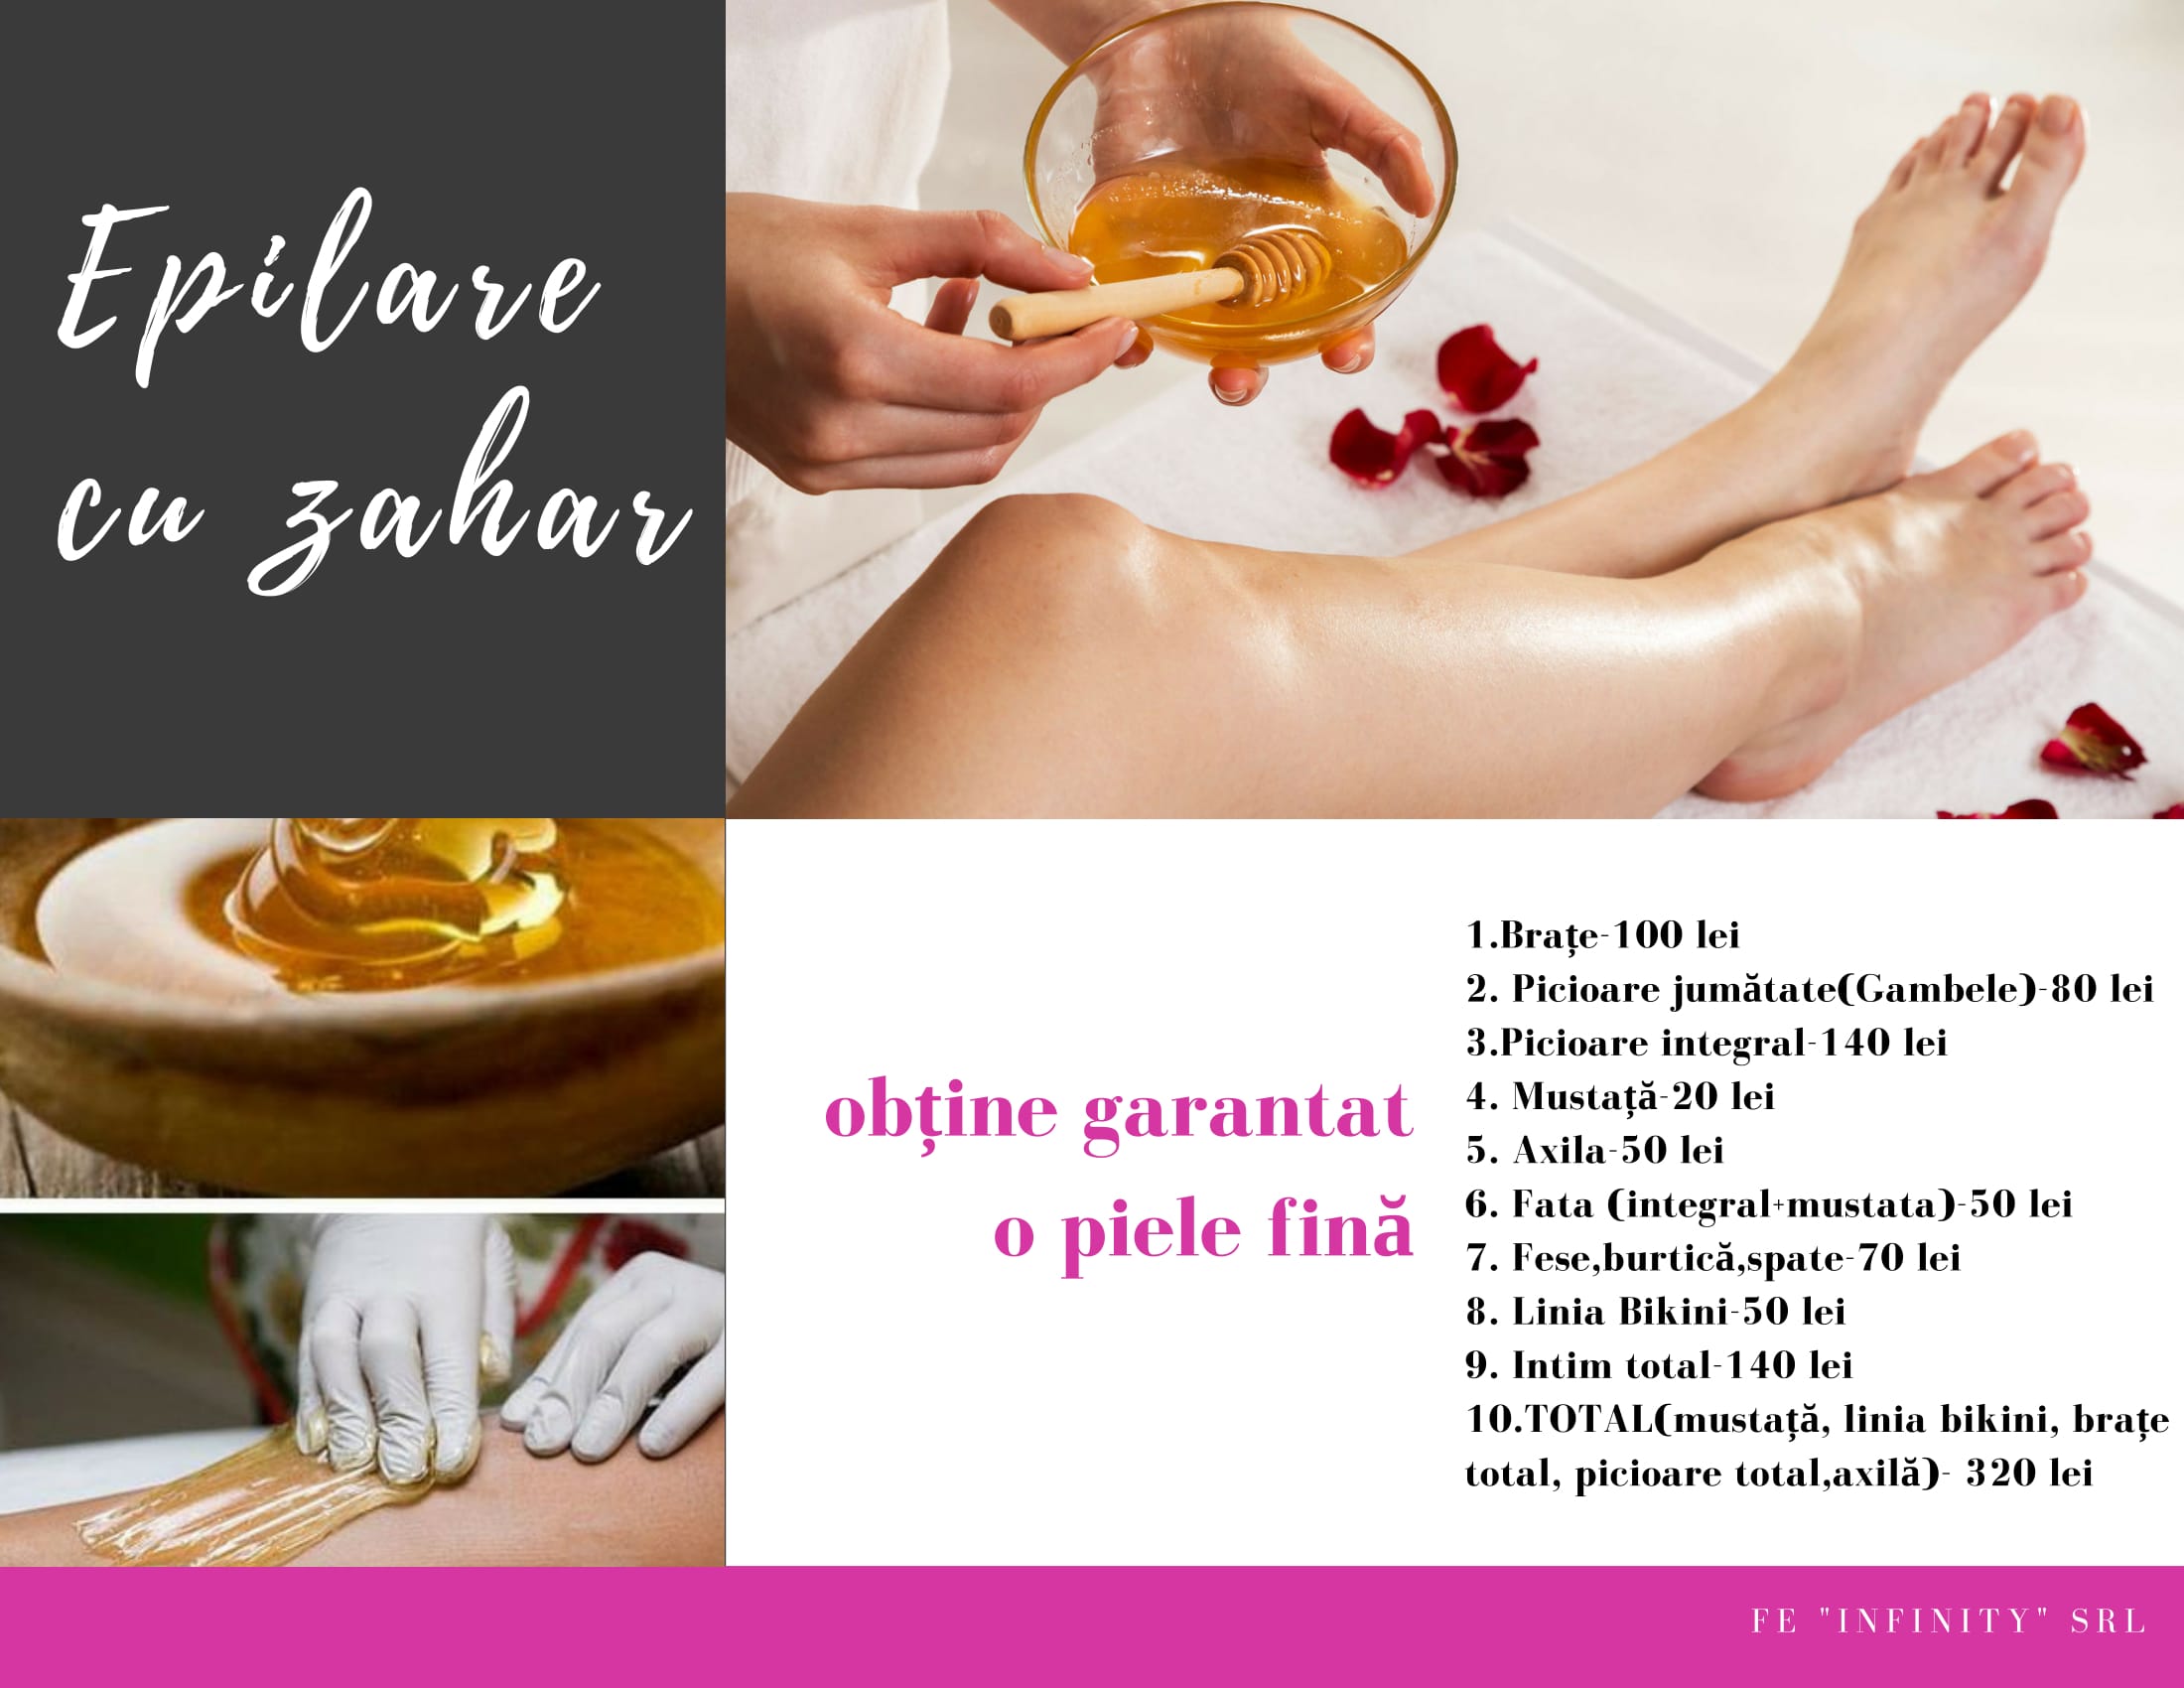 Epilare
cu zahar
obține garantat
o piele fină
1.Brațe-100 lei
2. Picioare jumătate(Gambele)-80 lei
3.Picioare integral-140 lei
4. Mustață-20 lei
5. Axila-50 lei
6. Fata (integral+mustata)-50 lei
7. Fese,burtică,spate-70 lei
8. Linia Bikini-50 lei
9. Intim total-140 lei
10.TOTAL(mustață, linia bikini, brațe
total, picioare total,axilă)- 320 lei
FE "INFINITY" SRL